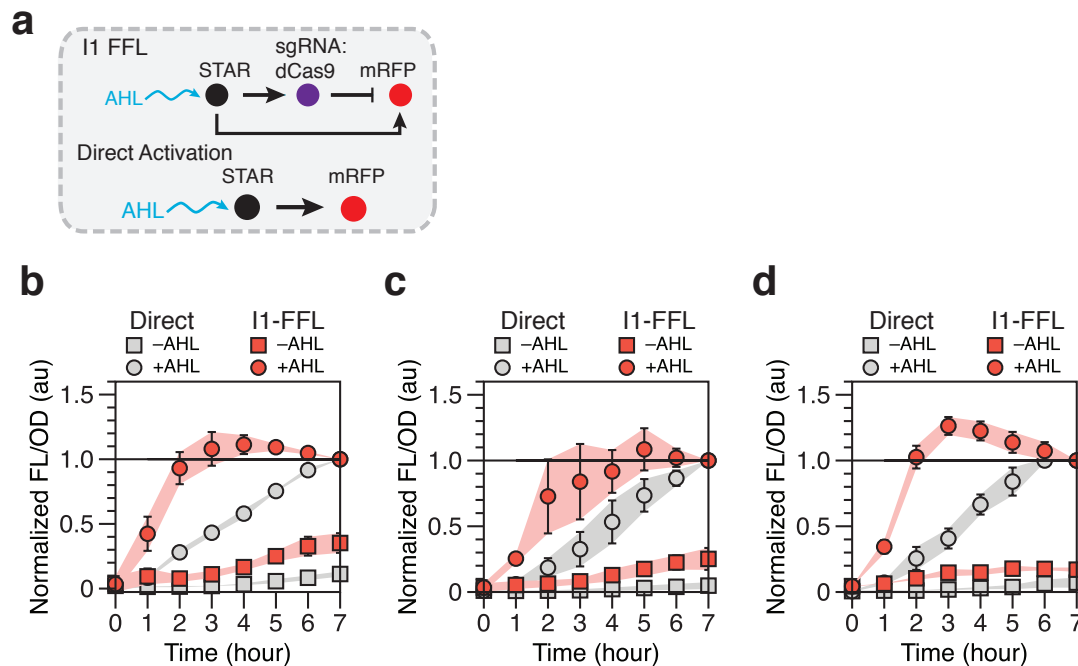 a
I1 FFL
sgRNA:
STAR dCas9 mRFP
AHL
Direct Activation
STAR mRFP
AHL
b
Direct I1-FFL
–AHL –AHL
+AHL +AHL
Normalized FL/OD (au)
1.5
1.0
0.5
0
0 1 2 3 4 5 6 7
Time (hour)
c
Direct I1-FFL
–AHL –AHL
+AHL +AHL
Normalized FL/OD (au)
1.5
1.0
0.5
0
0 1 2 3 4 5 6 7
Time (hour)
d
Direct I1-FFL
–AHL –AHL
+AHL +AHL
Normalized FL/OD (au)
1.5
1.0
0.5
0
0 1 2 3 4 5 6 7
Time (hour)